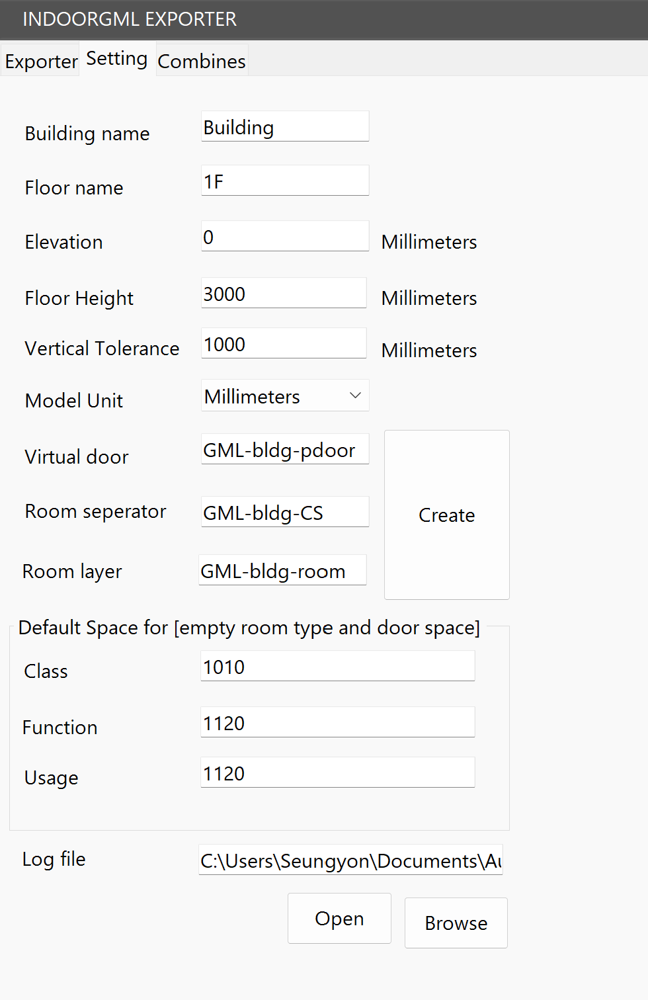 INDOORGML EXPORTER
Exporter Setting Combines
Building name Building
Floor name 1F
Elevation 0 Millimeters
Floor Height 3000 Millimeters
Vertical Tolerance 1000 Millimeters
Model Unit Millimeters
Virtual door GML-bldg-pdoor
Room seperator GML-bldg-CS
Create
Room layer GML-bldg-room
Default Space for [empty room type and door space]
Class 1010
Function 1120
Usage 1120
Log file C:\Users\Seungyon\Documents\Au
Open Browse